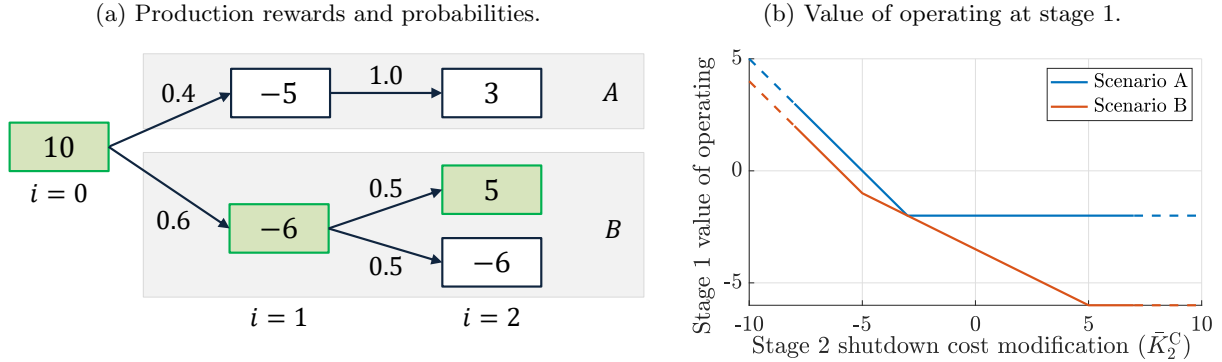 (a) Production rewards and probabilities.
10
i = 0
0.4
0.6
−5
1.0
3
A
−6
0.5
0.5
5
−6
B
i = 1
i = 2
(b) Value of operating at stage 1.
Stage 1 value of operating
5
0
-5
-10
-5
0
5
10
Scenario A
Scenario B
Stage 2 shutdown cost modification (K̄₂ᶜ)